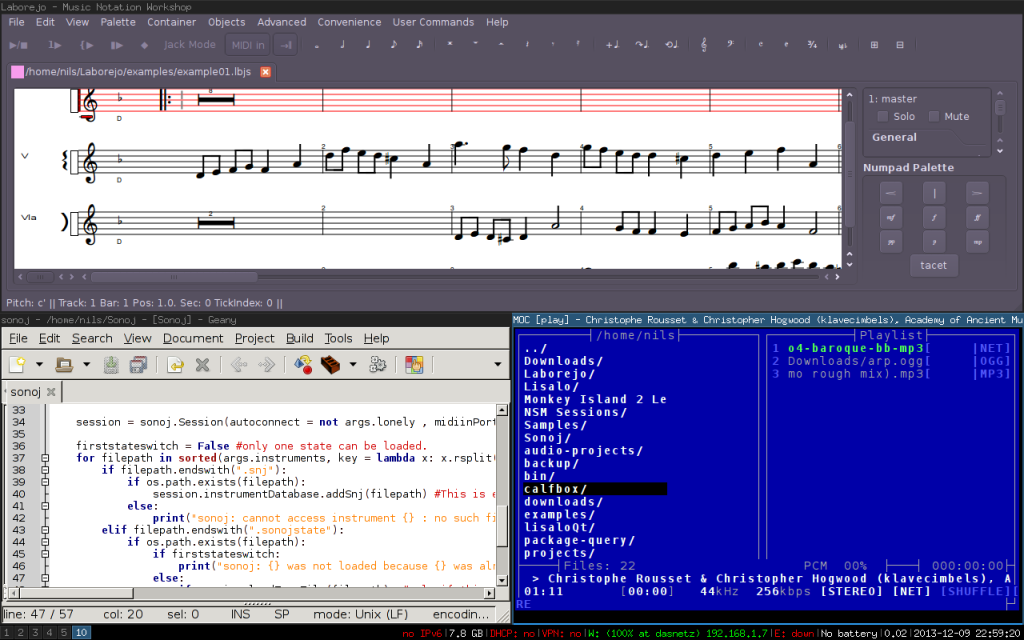 Laborejo - Music Notation Workshop
File Edit View Palette Container Objects Advanced Convenience User Commands Help
Jack Mode MIDI in
/home/nils/Laborejo/examples/example01.lbjs
1: master
Solo Mute
General
Numpad Palette
V
D
Vla
D
tacet
Pitch: c' || Track: 1 Bar: 1 Pos: 1.0. Sec: 0 TickIndex: 0 ||
sonoj - /home/nils/Sonoj - [Sonoj] - Geany
File Edit Search View Document Project Build Tools Help
sonoj
33
34 session = sonoj.Session(autoconnect = not args.lonely , midiinPort
35
36 firststateswitch = False #only one state can be loaded.
37 for filepath in sorted(args.instruments, key = lambda x: x.rsplit(
38 if filepath.endswith(".snj"):
39 if os.path.exists(filepath):
40 session.instrumentDatabase.addSnj(filepath) #This is e
41 else:
42 print("sonoj: cannot access instrument {} : no such fi
43 elif filepath.endswith(".sonojstate"):
44 if os.path.exists(filepath):
45 if firststateswitch:
46 print("sonoj: {} was not loaded because {} was alr
47 else:
line: 47 / 57 col: 20 sel: 0 INS SP mode: Unix (LF) encodin...
MOC [play] - Christophe Rousset & Christopher Hogwood (klavecimbels), Academy of Ancient Mu
/home/nils
../
Downloads/
Laborejo/
Lisalo/
Monkey Island 2 Le
NSM Sessions/
Samples/
Sonoj/
audio-projects/
backup/
bin/
calfbox/
downloads/
examples/
lisaloQt/
package-query/
projects/
Playlist
1 o4-baroque-bb-mp3[ |NET]
2 Downloads/arp.ogg[ |OGG]
3 mo rough mix).mp3[ |MP3]
Files: 22 PCM 00% 000:00:00
> Christophe Rousset & Christopher Hogwood (klavecimbels), A
01:11 [00:00] 44kHz 256kbps [STEREO] [NET] [SHUFFLE][
RE
1 2 3 4 5 10 no IPv6|7.8 GB|DHCP: no|VPN: no|W: (100% at dasnetz) 192.168.1.7|E: down|No battery|0.02|2013-12-09 22:59:20